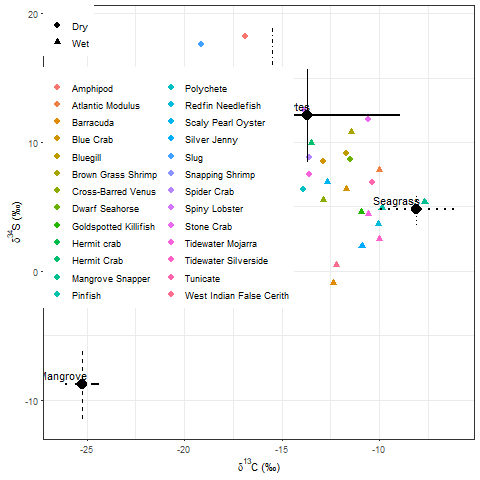 20
10
0
-10
δ34S (‰)
Dry
Wet
Amphipod
Atlantic Modulus
Barracuda
Blue Crab
Bluegill
Brown Grass Shrimp
Cross-Barred Venus
Dwarf Seahorse
Goldspotted Killifish
Hermit crab
Hermit Crab
Mangrove Snapper
Pinfish
Polychete
Redfin Needlefish
Scaly Pearl Oyster
Silver Jenny
Slug
Snapping Shrimp
Spider Crab
Spiny Lobster
Stone Crab
Tidewater Mojarra
Tidewater Silverside
Tunicate
West Indian False Cerith
tes
Seagrass
Mangrove
-25
-20
-15
-10
δ13C (‰)